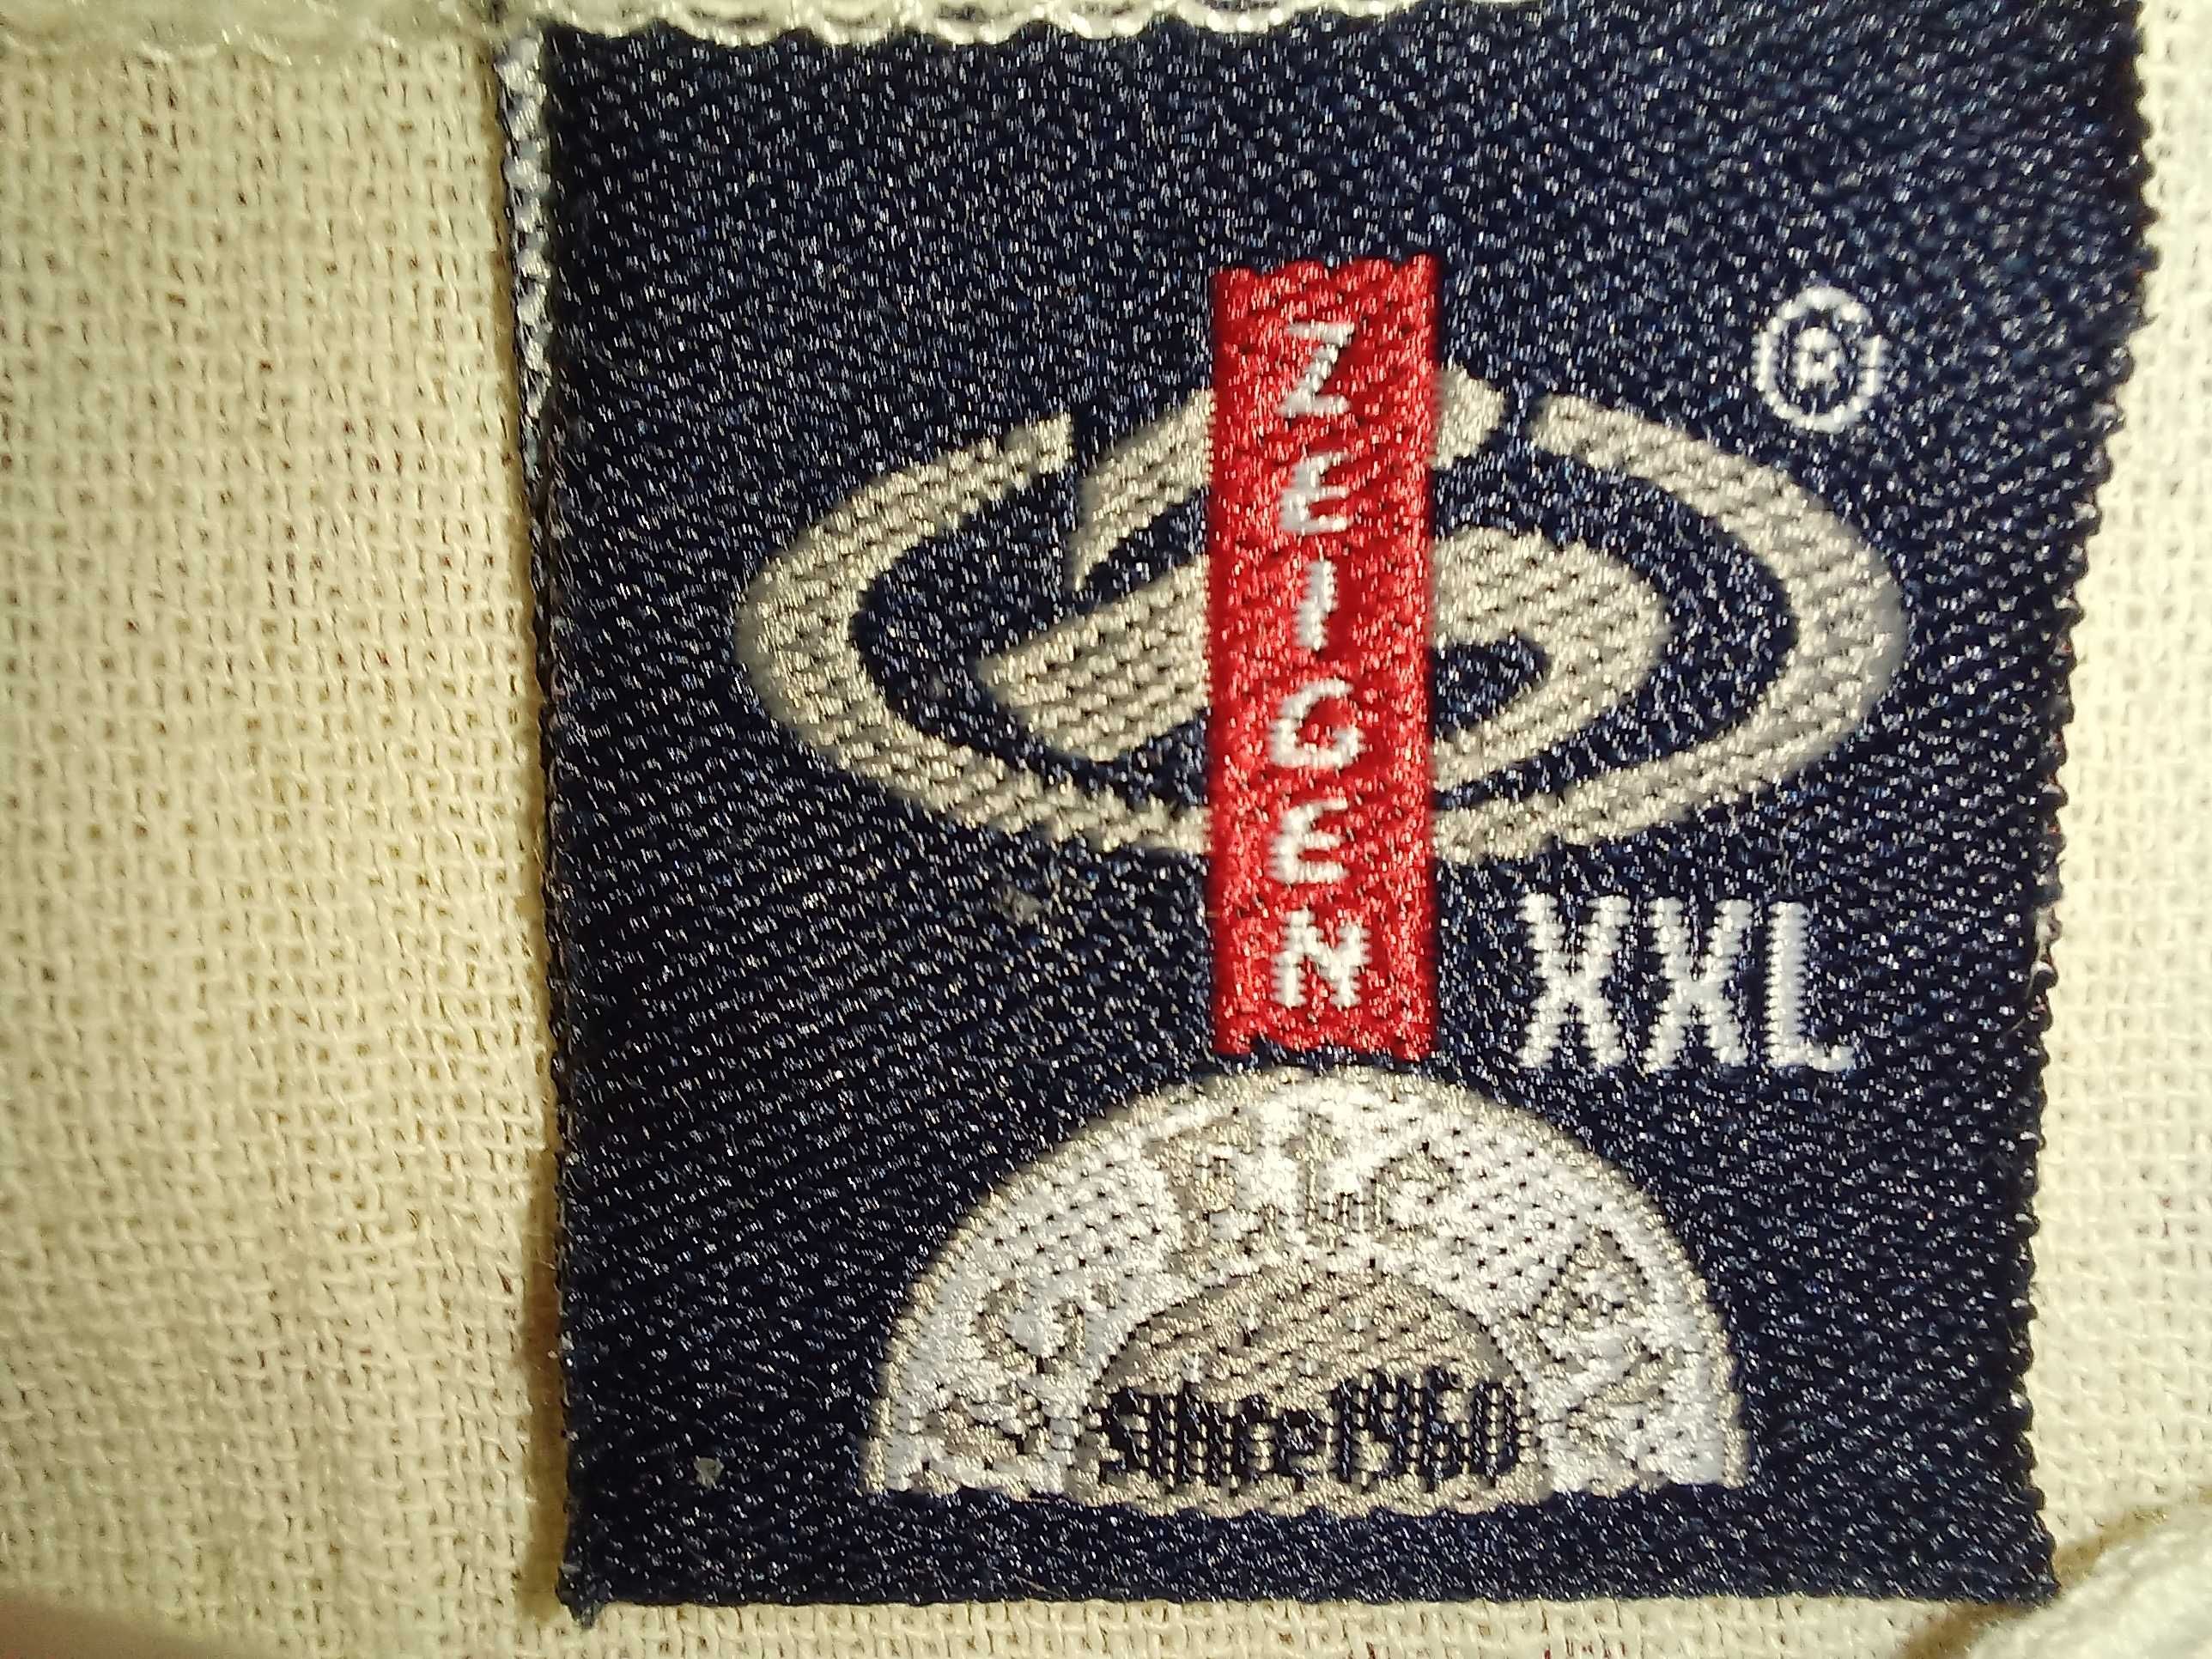 ZEIGEN
®
XXL
Since1960